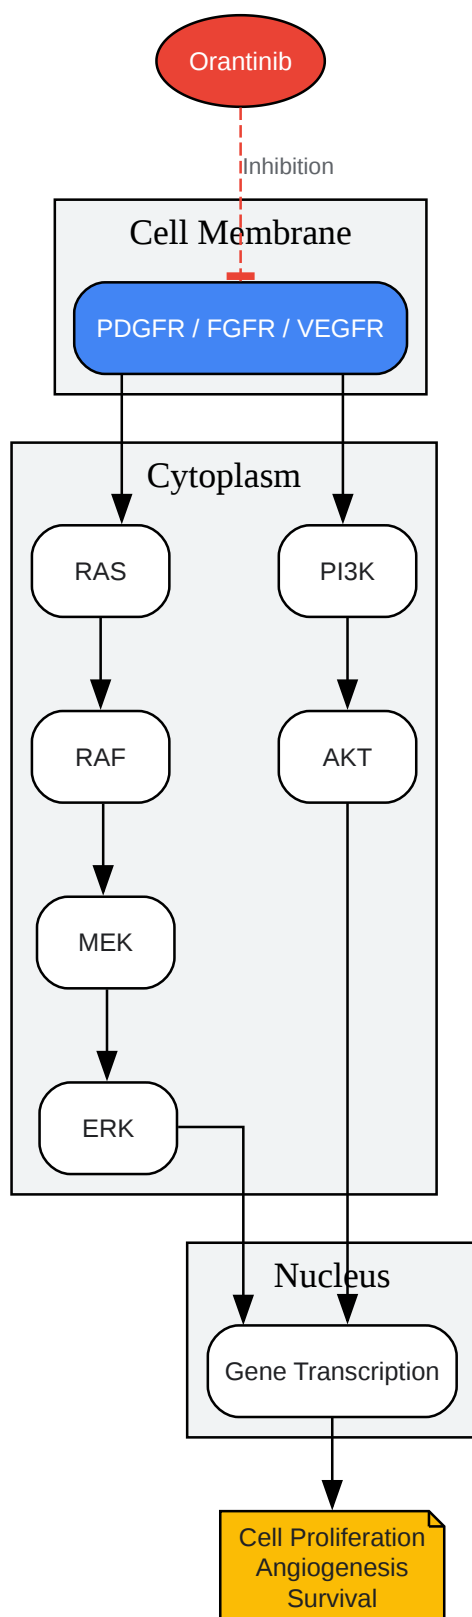 Orantinib
Inhibition
Cell Membrane
PDGFR / FGFR / VEGFR
Cytoplasm
RAS
PI3K
RAF
AKT
MEK
ERK
Nucleus
Gene Transcription
Cell Proliferation
Angiogenesis
Survival